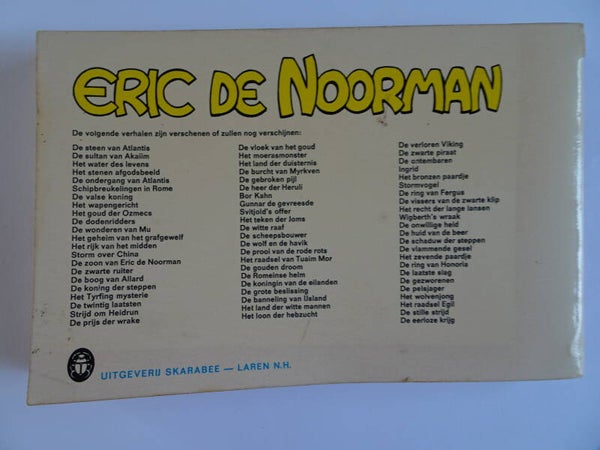 ERIC DE NOORMAN
De volgende verhalen zijn verschenen of zullen nog verschijnen:
De steen van Atlantis
De sultan van Akaiim
Het water des levens
Het stenen afgodsbeeld
De ondergang van Atlantis
Schipbreukelingen in Rome
De valse koning
Het wapengericht
Het goud der Ozmecs
De dodenridders
De wonderen van Mu
Het geheim van het grafgewelf
Het rijk van het midden
Storm over China
De zoon van Eric de Noorman
De zwarte ruiter
De boog van Allard
De koning der steppen
Het Tyrfing mysterie
De twintig laatsten
Strijd om Heidrun
De prijs der wrake
De vloek van het goud
Het moerasmonster
Het land der duisternis
De burcht van Myrkven
De gebroken pijl
De heer der Heruli
Bor Kahn
Gunnar de gevreesde
Svitjold's offer
Het teken der Joms
De witte raaf
De scheepsbouwer
De wolf en de havik
De prooi van de rode rots
Het raadsel van Tuaim Mor
De gouden droom
De Romeinse helm
De koningin van de eilanden
De grote beslissing
De banneling van IJsland
Het land der witte mannen
Het loon der hebzucht
De verloren Viking
De zwarte piraat
De ontembaren
Ingrid
Het bronzen paardje
Stormvogel
De ring van Fergus
De vissers van de zwarte klip
Het recht der lange lansen
Wigberth's wraak
De onwillige held
De huid van de beer
De schaduw der steppen
De vlammende gesel
Het zevende paardje
De ring van Honoria
De laatste slag
De gezworenen
De pelsjager
Het wolvenjong
Het raadsel Egil
De stille strijd
De eerloze krijg
UITGEVERIJ SKARABEE — LAREN N.H.